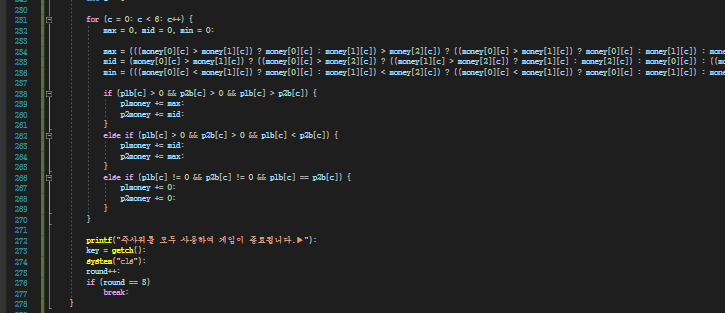 250
251 for (c = 0; c < 6; c++) {
252 max = 0, mid = 0, min = 0;
253
254 max = (((money[0][c] > money[1][c]) ? money[0][c] : money[1][c]) > money[2][c]) ? ((money[0][c] > money[1][c]) ? money[0][c] : money[1][c]) : mone
255 mid = (money[0][c] > money[1][c]) ? ((money[0][c] > money[2][c]) ? ((money[1][c] > money[2][c]) ? money[1][c] : money[2][c]) : money[0][c]) : ((mo
256 min = (((money[0][c] < money[1][c]) ? money[0][c] : money[1][c]) < money[2][c]) ? ((money[0][c] < money[1][c]) ? money[0][c] : money[1][c]) : mone
257
258 if (p1b[c] > 0 && p2b[c] > 0 && p1b[c] > p2b[c]) {
259 p1money += max;
260 p2money += mid;
261 }
262 else if (p1b[c] > 0 && p2b[c] > 0 && p1b[c] < p2b[c]) {
263 p1money += mid;
264 p2money += max;
265 }
266 else if (p1b[c] != 0 && p2b[c] != 0 && p1b[c] == p2b[c]) {
267 p1money += 0;
268 p2money += 0;
269 }
270 }
271
272 printf("주사위를 모두 사용하여 게임이 종료됩니다.▶");
273 key = getch();
274 system("cls");
275 round++;
276 if (round == 5)
277 break;
278 }